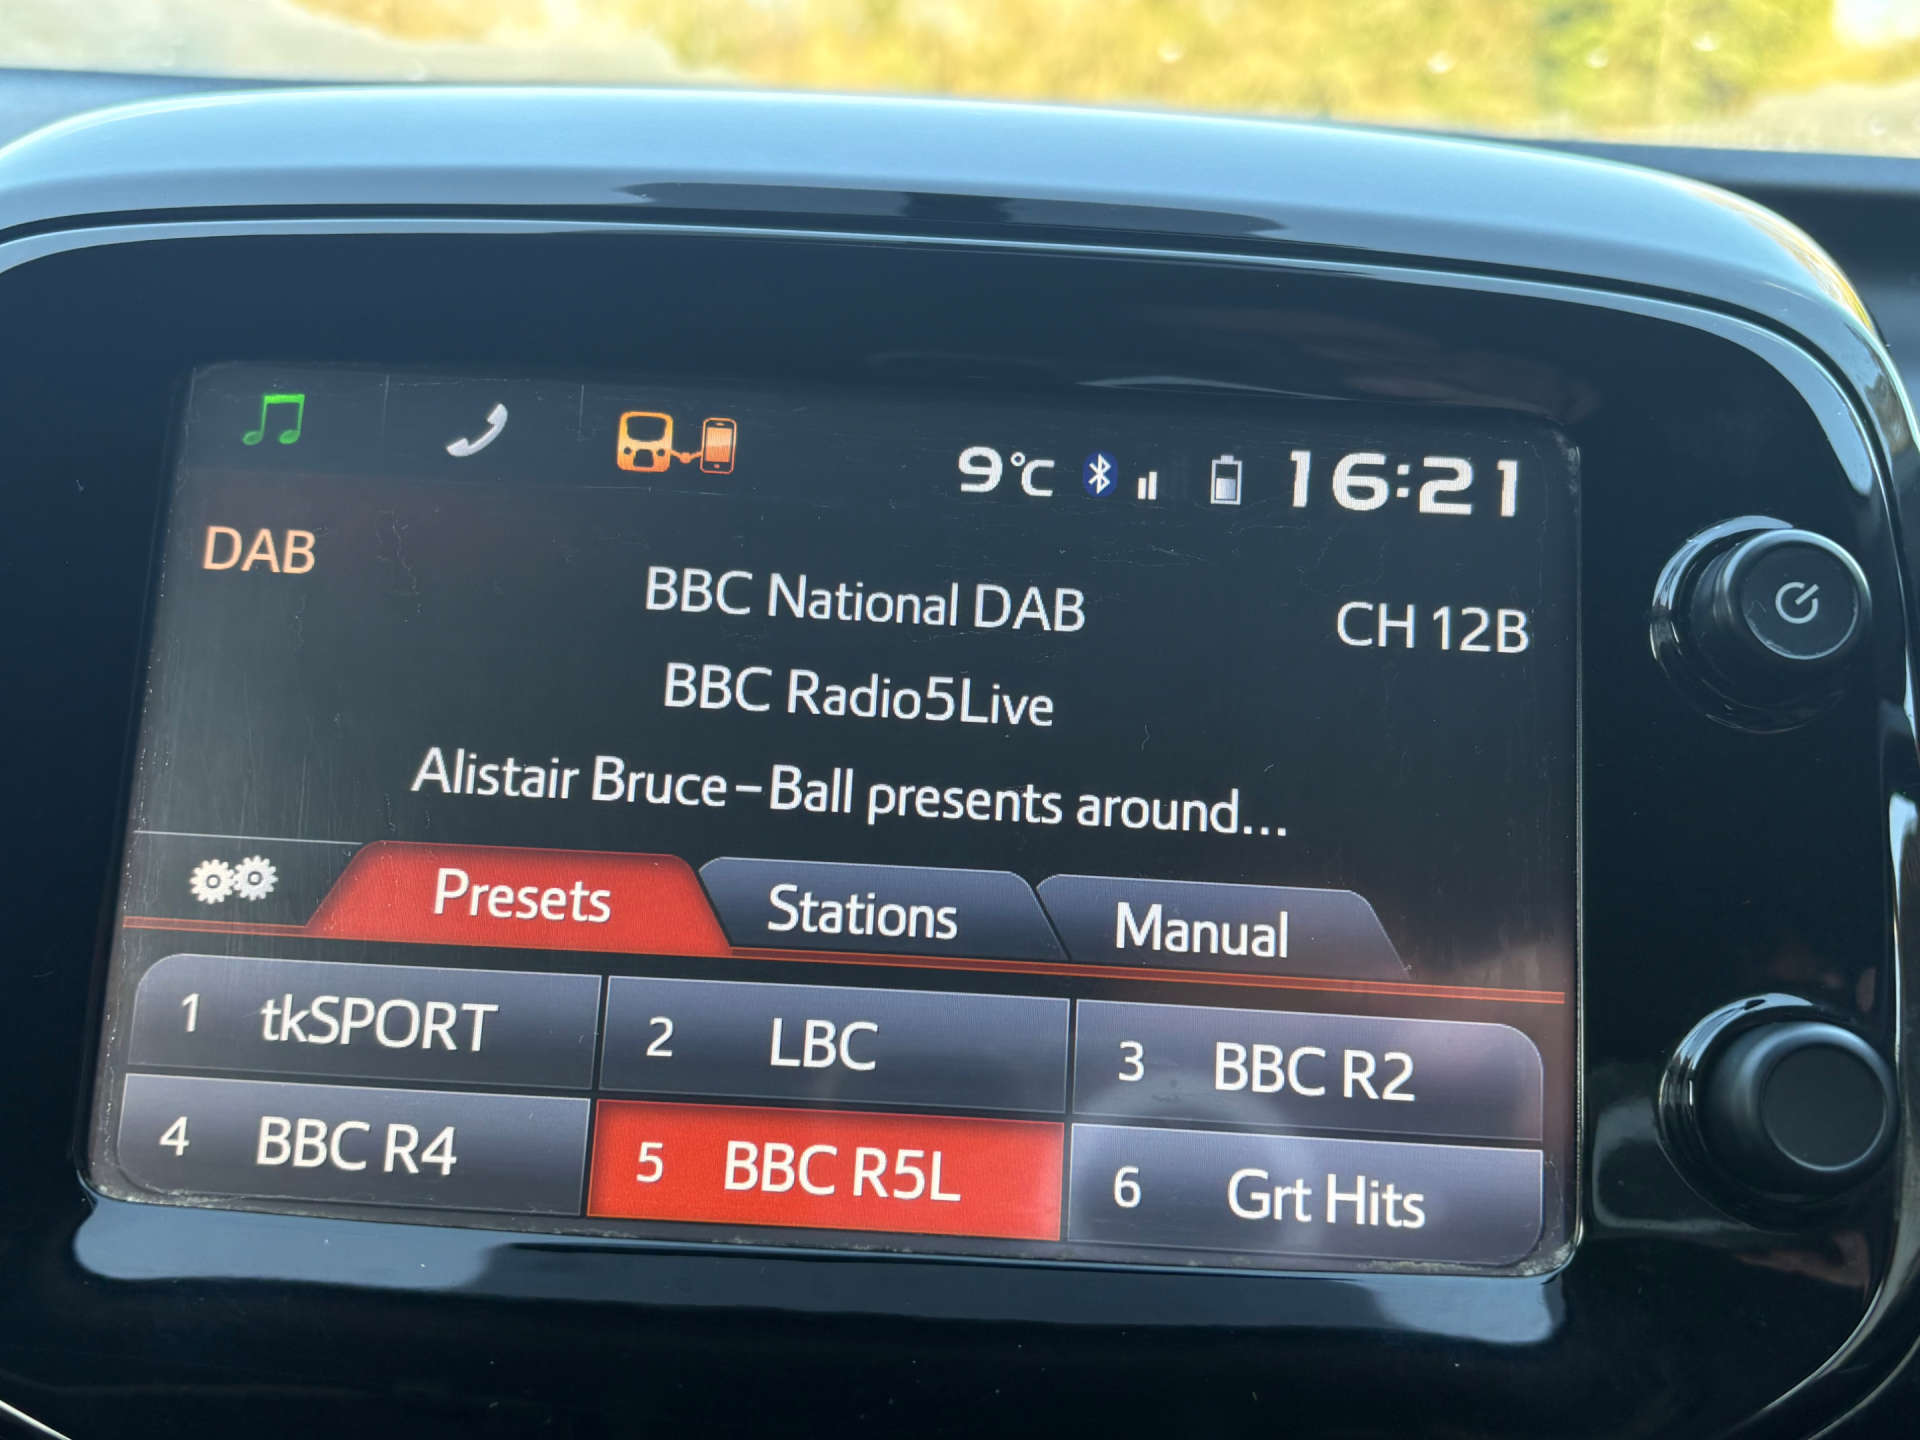 9°C 16:21
DAB
BBC National DAB CH 12B
BBC Radio5Live
Alistair Bruce-Ball presents around...
Presets Stations Manual
1 tkSPORT 2 LBC 3 BBC R2
4 BBC R4 5 BBC R5L 6 Grt Hits